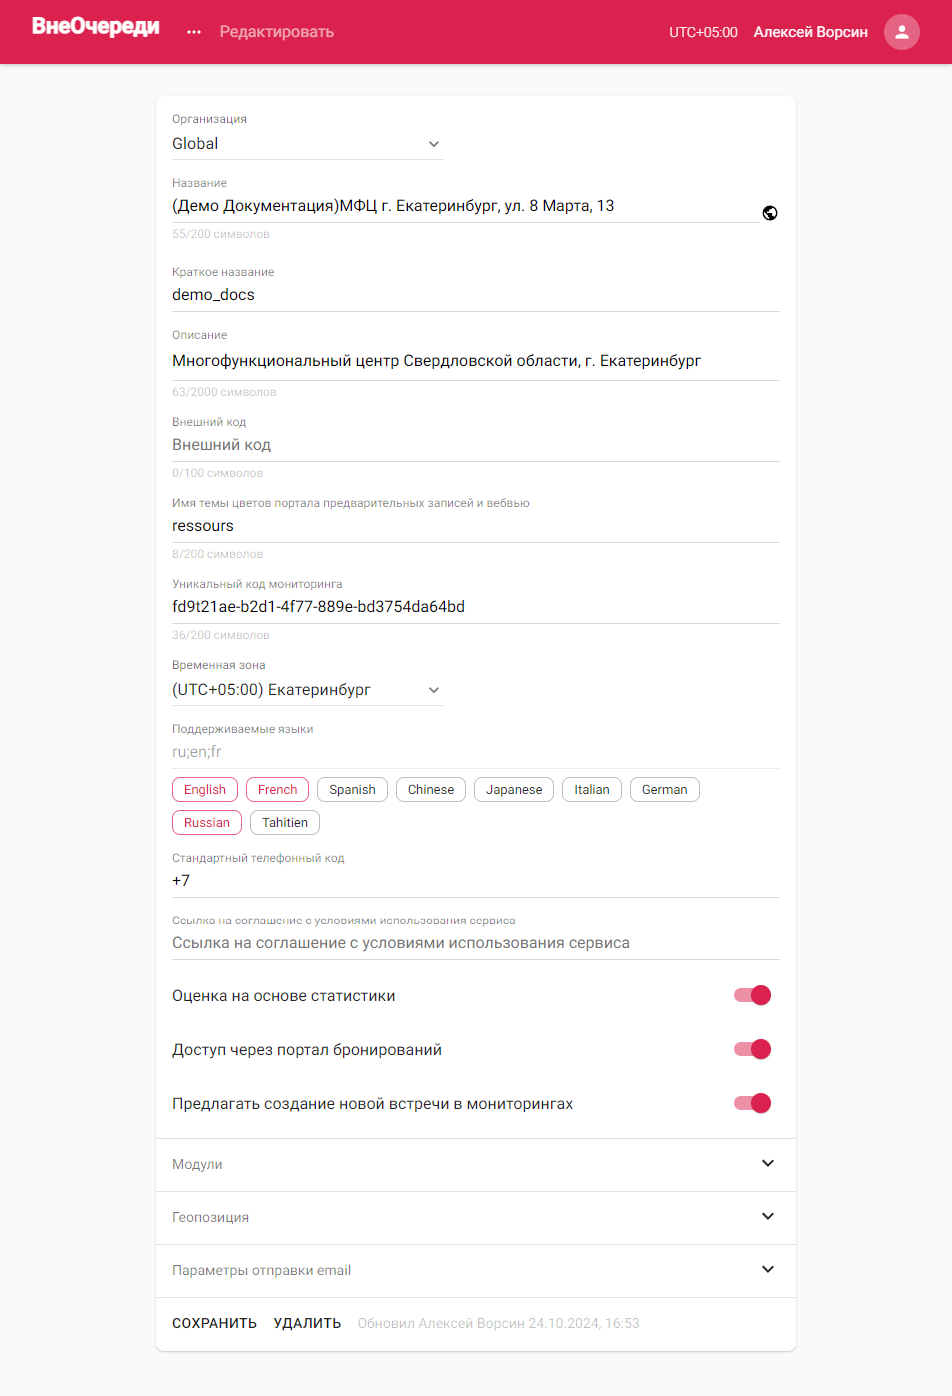 ВнеОчереди ••• Редактировать UTC+05:00 Алексей Ворсин
Организация
Global
Название
(Демо Документация)МФЦ г. Екатеринбург, ул. 8 Марта, 13
55/200 символов
Краткое название
demo_docs
Описание
Многофункциональный центр Свердловской области, г. Екатеринбург
63/2000 символов
Внешний код
Внешний код
0/100 символов
Имя темы цветов портала предварительных записей и вебвью
ressours
8/200 символов
Уникальный код мониторинга
fd9t21ae-b2d1-4f77-889e-bd3754da64bd
36/200 символов
Временная зона
(UTC+05:00) Екатеринбург
Поддерживаемые языки
ru;en;fr
English French Spanish Chinese Japanese Italian German
Russian Tahitien
Стандартный телефонный код
+7
Ссылка на соглашение с условиями использования сервиса
Ссылка на соглашение с условиями использования сервиса
Оценка на основе статистики
Доступ через портал бронирований
Предлагать создание новой встречи в мониторингах
Модули
Геопозиция
Параметры отправки email
СОХРАНИТЬ УДАЛИТЬ Обновил Алексей Ворсин 24.10.2024, 16:53